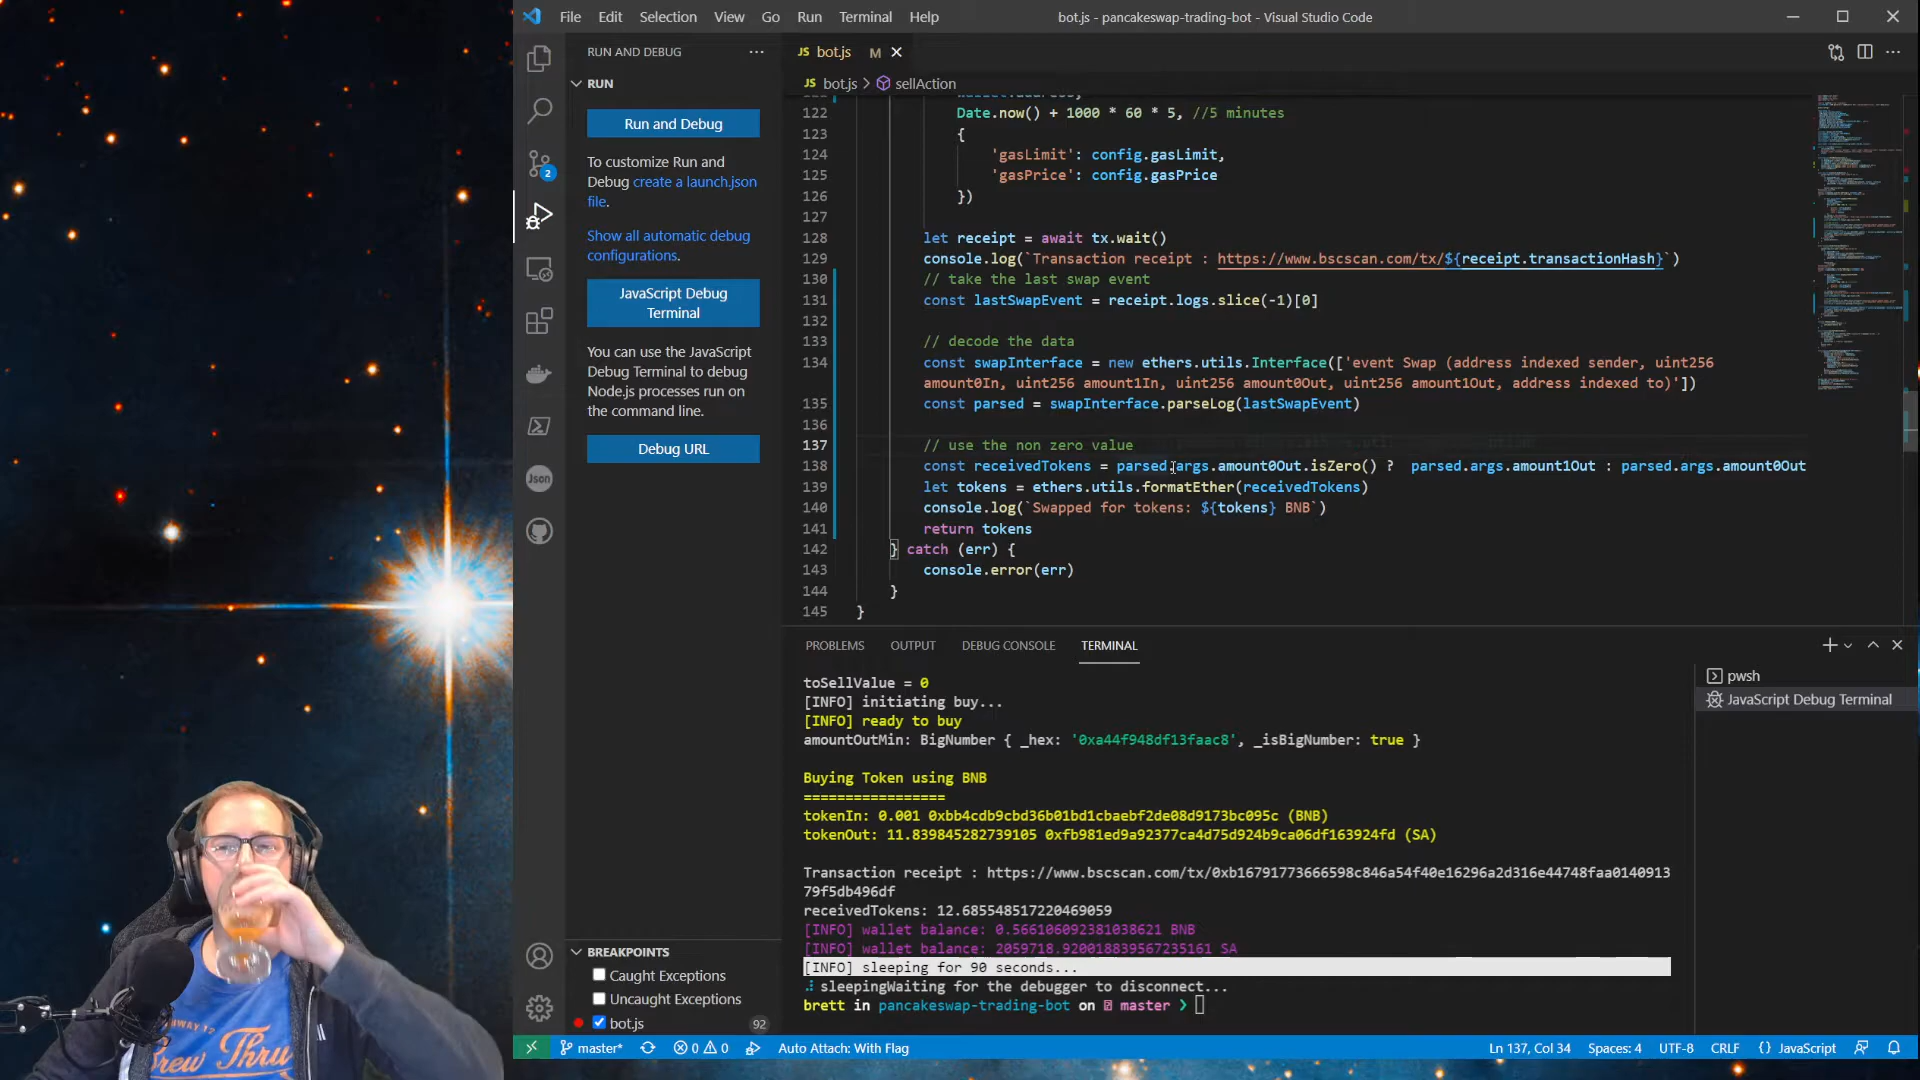 File Edit Selection View Go Run Terminal Help
bot.js - pancakeswap-trading-bot - Visual Studio Code
RUN AND DEBUG ···
RUN
Run and Debug
To customize Run and
Debug create a launch.json
file.
Show all automatic debug
configurations.
JavaScript Debug
Terminal
You can use the JavaScript
Debug Terminal to debug
Node.js processes run on
the command line.
Debug URL
2
Json
BREAKPOINTS
Caught Exceptions
Uncaught Exceptions
bot.js 92
JS bot.js M
JS bot.js > sellAction
122 Date.now() + 1000 * 60 * 5, //5 minutes
123 {
124 'gasLimit': config.gasLimit,
125 'gasPrice': config.gasPrice
126 })
127
128 let receipt = await tx.wait()
129 console.log(`Transaction receipt : https://www.bscscan.com/tx/${receipt.transactionHash}`)
130 // take the last swap event
131 const lastSwapEvent = receipt.logs.slice(-1)[0]
132
133 // decode the data
134 const swapInterface = new ethers.utils.Interface(['event Swap (address indexed sender, uint256
amount0In, uint256 amount1In, uint256 amount0Out, uint256 amount1Out, address indexed to)'])
135 const parsed = swapInterface.parseLog(lastSwapEvent)
136
137 // use the non zero value
138 const receivedTokens = parsed.args.amount0Out.isZero() ? parsed.args.amount1Out : parsed.args.amount0Out
139 let tokens = ethers.utils.formatEther(receivedTokens)
140 console.log(`Swapped for tokens: ${tokens} BNB`)
141 return tokens
142 } catch (err) {
143 console.error(err)
144 }
145 }
PROBLEMS OUTPUT DEBUG CONSOLE TERMINAL
toSellValue = 0
[INFO] initiating buy...
[INFO] ready to buy
amountOutMin: BigNumber { _hex: '0xa44f948df13faac8', _isBigNumber: true }
Buying Token using BNB
=================
tokenIn: 0.001 0xbb4cdb9cbd36b01bd1cbaebf2de08d9173bc095c (BNB)
tokenOut: 11.839845282739105 0xfb981ed9a92377ca4d75d924b9ca06df163924fd (SA)
Transaction receipt : https://www.bscscan.com/tx/0xb16791773666598c846a54f40e16296a2d316e44748faa0140913
79f5db496df
receivedTokens: 12.685548517220469059
[INFO] wallet balance: 0.566106092381038621 BNB
[INFO] wallet balance: 2059718.920018839567235161 SA
[INFO] sleeping for 90 seconds...
sleepingWaiting for the debugger to disconnect...
brett in pancakeswap-trading-bot on master >
pwsh
JavaScript Debug Terminal
master* 0 0 Auto Attach: With Flag
Ln 137, Col 34 Spaces: 4 UTF-8 CRLF {} JavaScript
Brew Thru